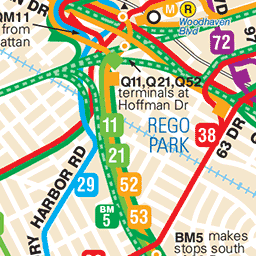 QM11
from
attan
N DR
M
R
Woodhaven
Blvd
72
Q11,Q21,Q52
terminals at
Hoffman Dr
11
REGO
PARK
38
63 DR
21
29
52
BM
5
53
RY HARBOR RD
BM5 makes
stops south